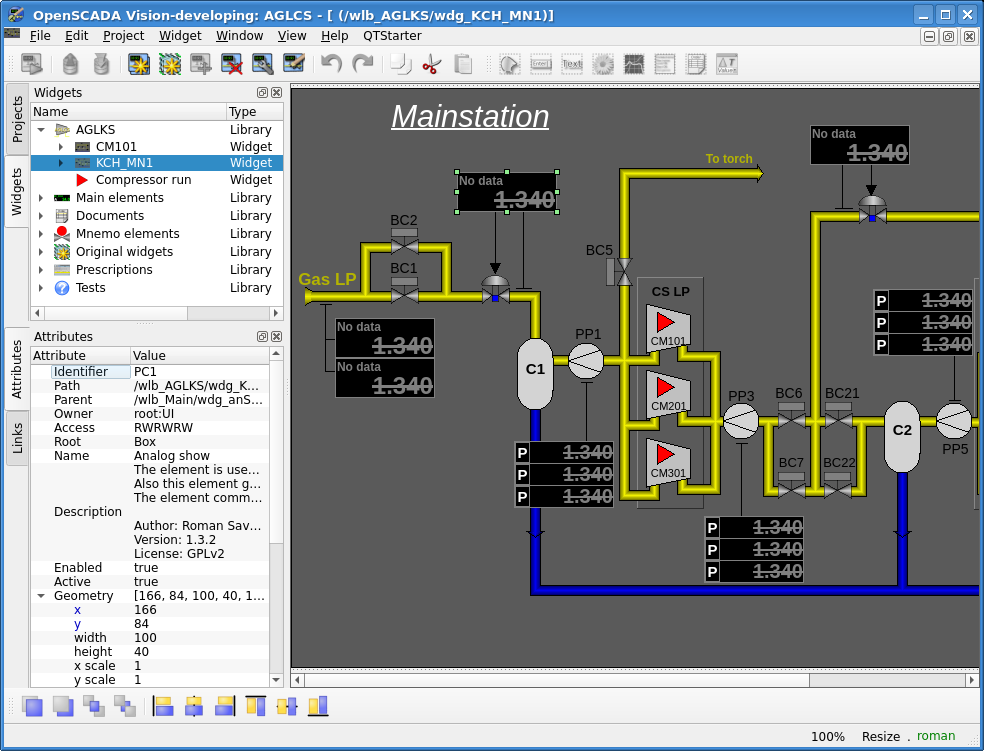 OpenSCADA Vision-developing: AGLCS - [ (/wlb_AGLKS/wdg_KCH_MN1)]
File Edit Project Widget Window View Help QTStarter
Projects
Widgets
Attributes
Links
Widgets
Name Type
AGLKS Library
CM101 Widget
KCH_MN1 Widget
Compressor run Widget
Main elements Library
Documents Library
Mnemo elements Library
Original widgets Library
Prescriptions Library
Tests Library
Attributes
Attribute Value
Identifier PC1
Path /wlb_AGLKS/wdg_K...
Parent /wlb_Main/wdg_anS...
Owner root:UI
Access RWRWRW
Root Box
Name Analog show
The element is use...
Also this element g...
The element comm...
Description
Author: Roman Sav...
Version: 1.3.2
License: GPLv2
Enabled true
Active true
Geometry [166, 84, 100, 40, 1...
x 166
y 84
width 100
height 40
x scale 1
y scale 1
Mainstation
No data
1.340
To torch
No data
1.340
BC2
BC1
Gas LP
BC5
No data
1.340
No data
1.340
CS LP
CM101
CM201
CM301
PP1
C1
P 1.340
P 1.340
P 1.340
P 1.340
P 1.340
P 1.340
PP3
BC6
BC21
BC7
BC22
C2
PP5
P 1.340
P 1.340
P 1.340
100% Resize . roman